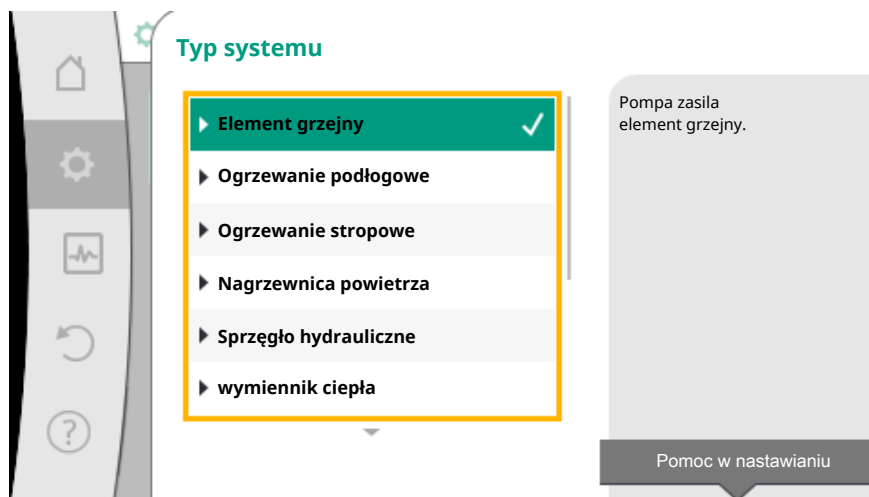 Typ systemu
Element grzejny
Ogrzewanie podłogowe
Ogrzewanie stropowe
Nagrzewnica powietrza
Sprzęgło hydrauliczne
wymiennik ciepła
Pompa zasila
element grzejny.
Pomoc w nastawianiu
?